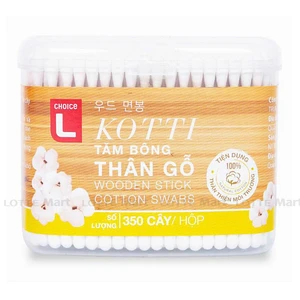 CHOICE
L
우드 면봉
KOTTI
TĂM BÔNG
THÂN GỖ
WOODEN STICK
COTTON SWABS
TIỆN DỤNG
100%
THÂN THIỆN MÔI TRƯỜNG
SỐ LƯỢNG
350 CÂY/ HỘP
LOTTE Mart